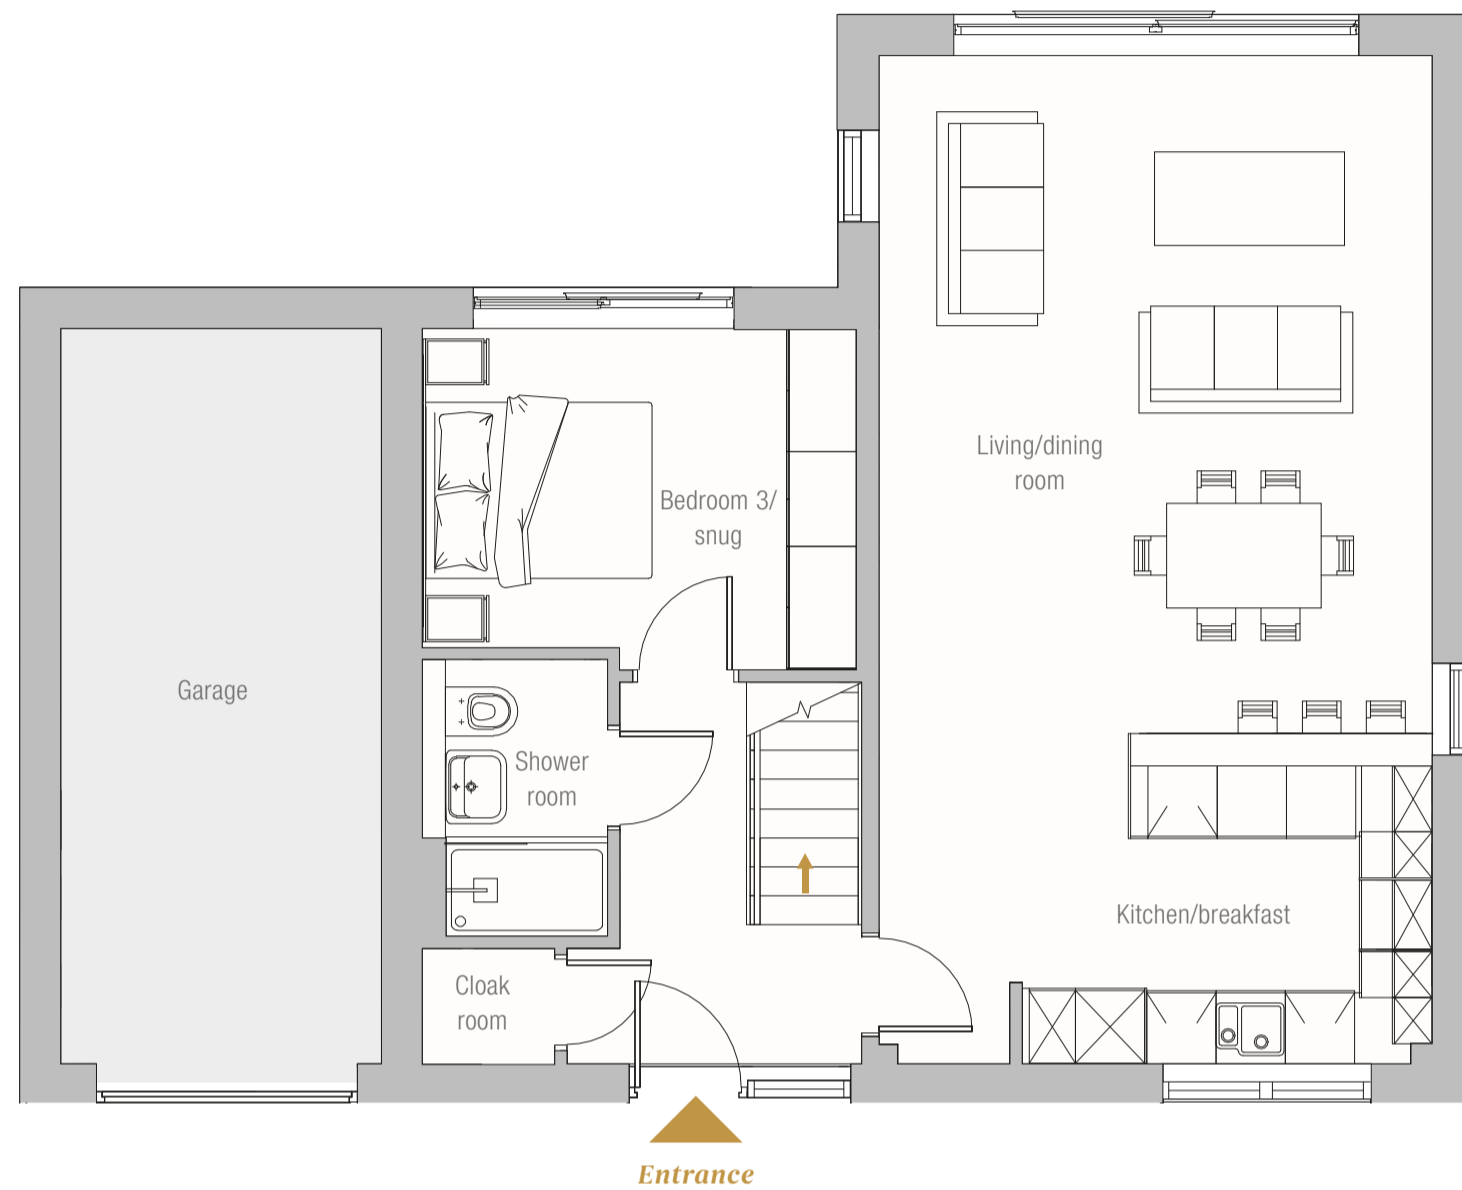 Living/dining
room
Bedroom 3/
snug
Garage
Shower
room
Kitchen/breakfast
Cloak
room
Entrance